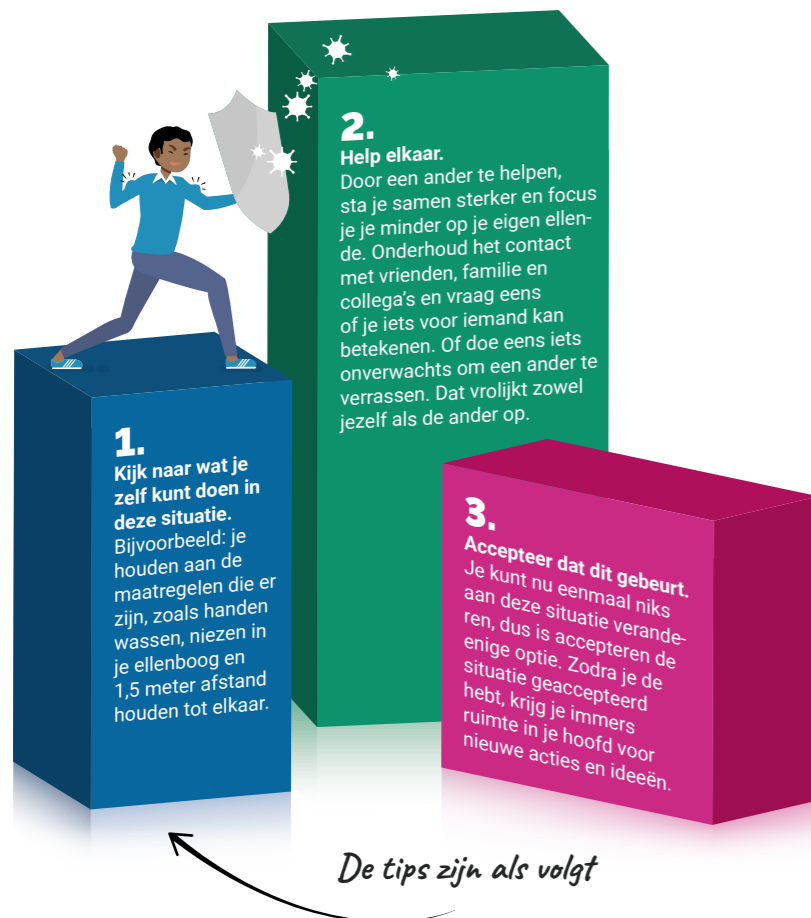 1.
Kijk naar wat je
zelf kunt doen in
deze situatie.
Bijvoorbeeld: je
houden aan de
maatregelen die er
zijn, zoals handen
wassen, niezen in
je ellenboog en
1,5 meter afstand
houden tot elkaar.
2.
Help elkaar.
Door een ander te helpen,
sta je samen sterker en focus
je je minder op je eigen ellen-
de. Onderhoud het contact
met vrienden, familie en
collega's en vraag eens
of je iets voor iemand kan
betekenen. Of doe eens iets
onverwachts om een ander te
verrassen. Dat vrolijkt zowel
jezelf als de ander op.
3.
Accepteer dat dit gebeurt.
Je kunt nu eenmaal niks
aan deze situatie verande-
ren, dus is accepteren de
enige optie. Zodra je de
situatie geaccepteerd
hebt, krijg je immers
ruimte in je hoofd voor
nieuwe acties en ideeën.
De tips zijn als volgt